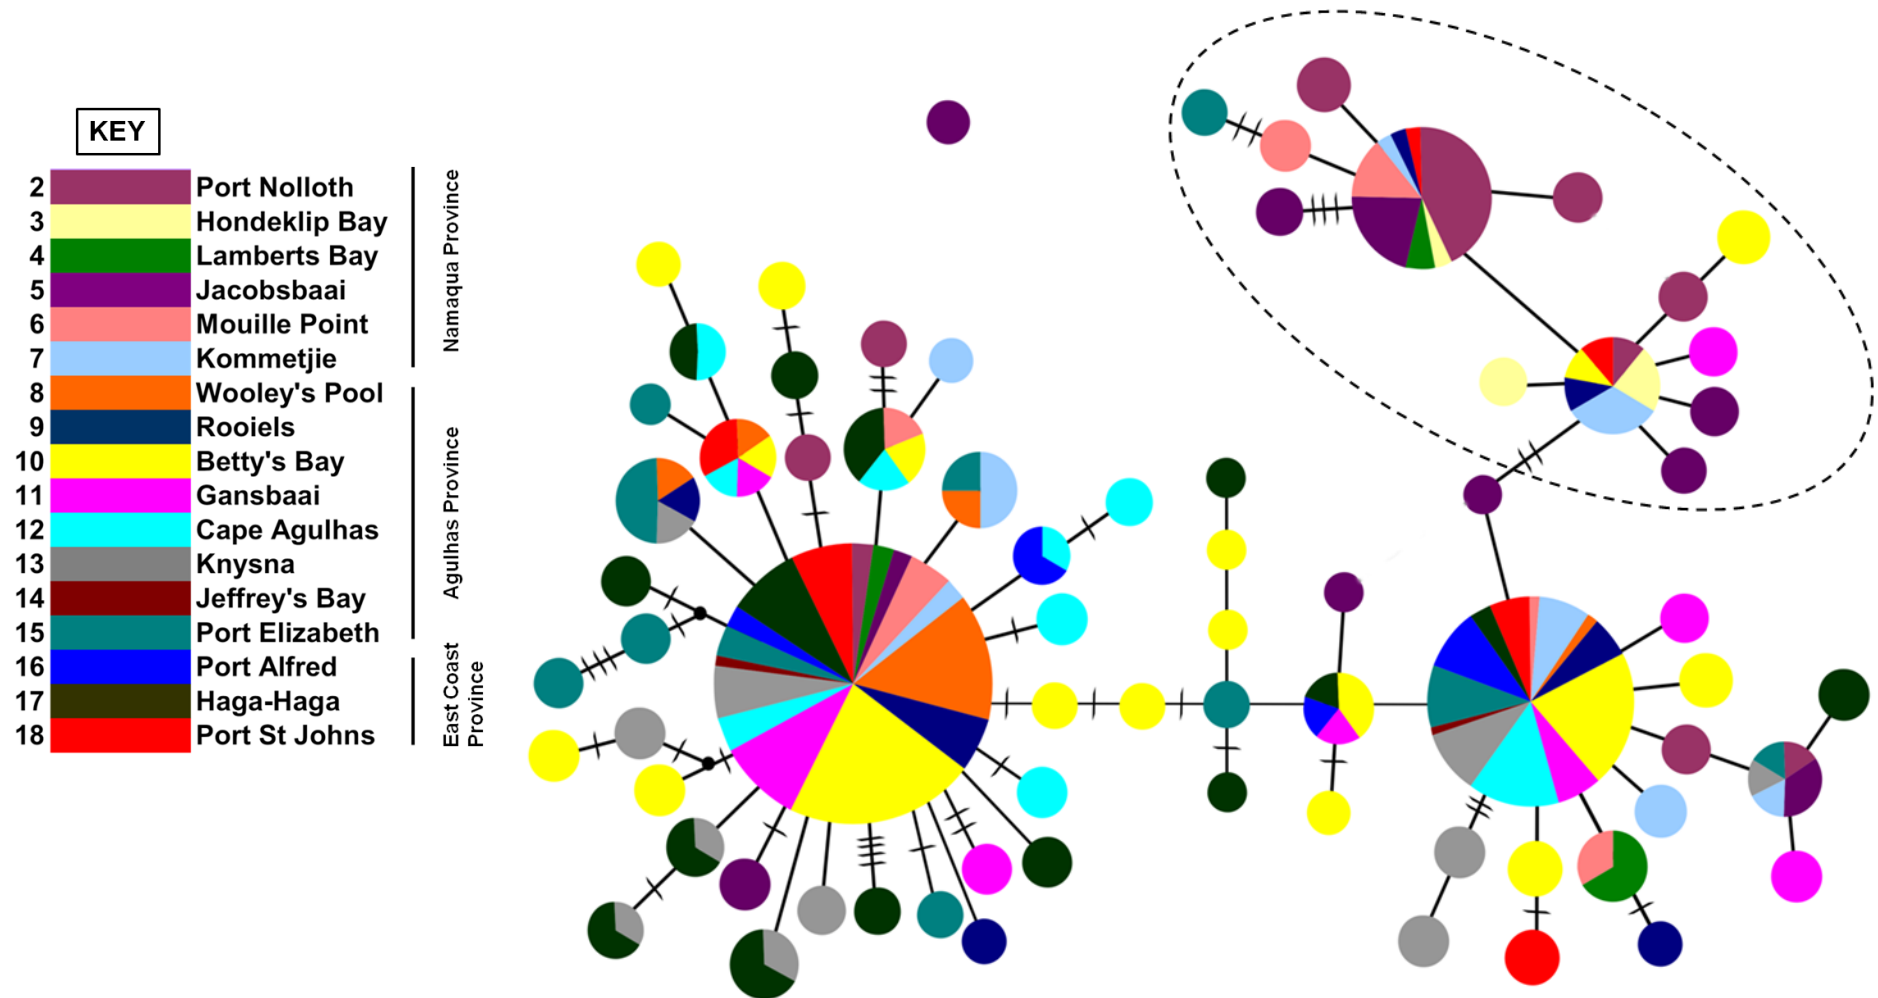 KEY
2 Port Nolloth
3 Hondeklip Bay
4 Lamberts Bay
5 Jacobsbaai
6 Mouille Point
7 Kommetjie
8 Wooley's Pool
9 Rooiels
10 Betty's Bay
11 Gansbaai
12 Cape Agulhas
13 Knysna
14 Jeffrey's Bay
15 Port Elizabeth
16 Port Alfred
17 Haga-Haga
18 Port St Johns
Namaqua Province
Agulhas Province
East Coast
Province